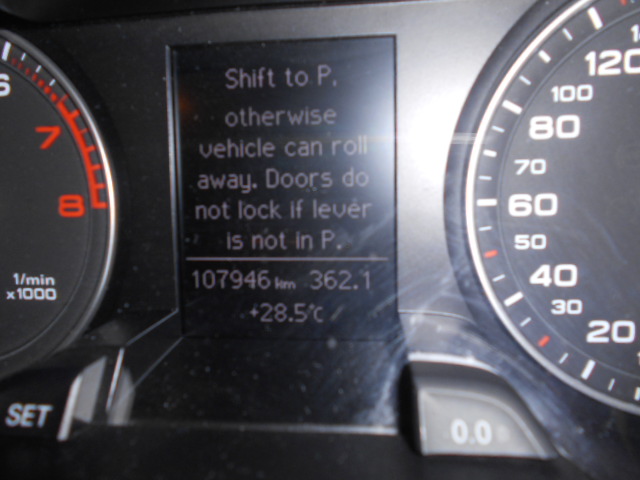 Shift to P.
otherwise
vehicle can roll
away. Doors do
not lock if lever
is not in P.
107946 km 362.1
+28.5°C
6
7
8
1/min
x1000
SET
0.0
120
100
80
70
60
50
40
30
20